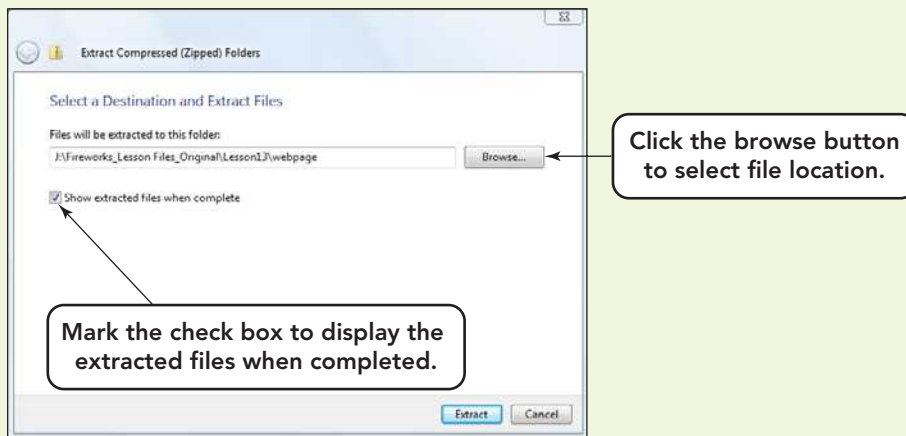 Extract Compressed (Zipped) Folders
Select a Destination and Extract Files
Files will be extracted to this folder:
J:\Fireworks_Lesson Files_Original\Lesson13\webpage
Browse...
Click the browse button
to select file location.
Show extracted files when complete
Mark the check box to display the
extracted files when completed.
Extract
Cancel